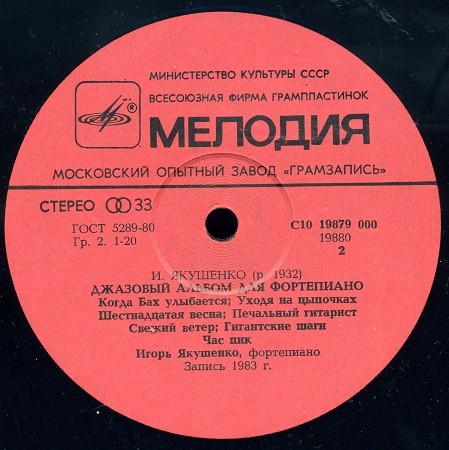 МИНИСТЕРСТВО КУЛЬТУРЫ СССР
ВСЕСОЮЗНАЯ ФИРМА ГРАМПЛАСТИНОК
МЕЛОДИЯ
МОСКОВСКИЙ ОПЫТНЫЙ ЗАВОД «ГРАМЗАПИСЬ»
СТЕРЕО 33
ГОСТ 5289-80
Гр. 2. 1-20
С10 19879 000
19880
2
И. ЯКУШЕНКО (р. 1932)
ДЖАЗОВЫЙ АЛЬБОМ ДЛЯ ФОРТЕПИАНО
Когда Бах улыбается; Уходя на цыпочках
Шестнадцатая весна; Печальный гитарист
Свежий ветер; Гигантские шаги
Час пик
Игорь Якушенко, фортепиано
Запись 1983 г.